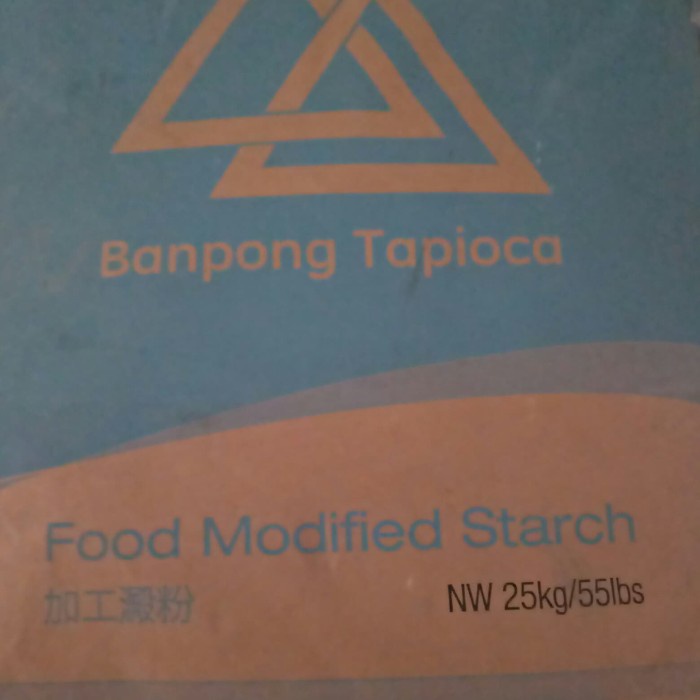 Banpong Tapioca
Food Modified Starch
加工澱粉
NW 25kg/55lbs